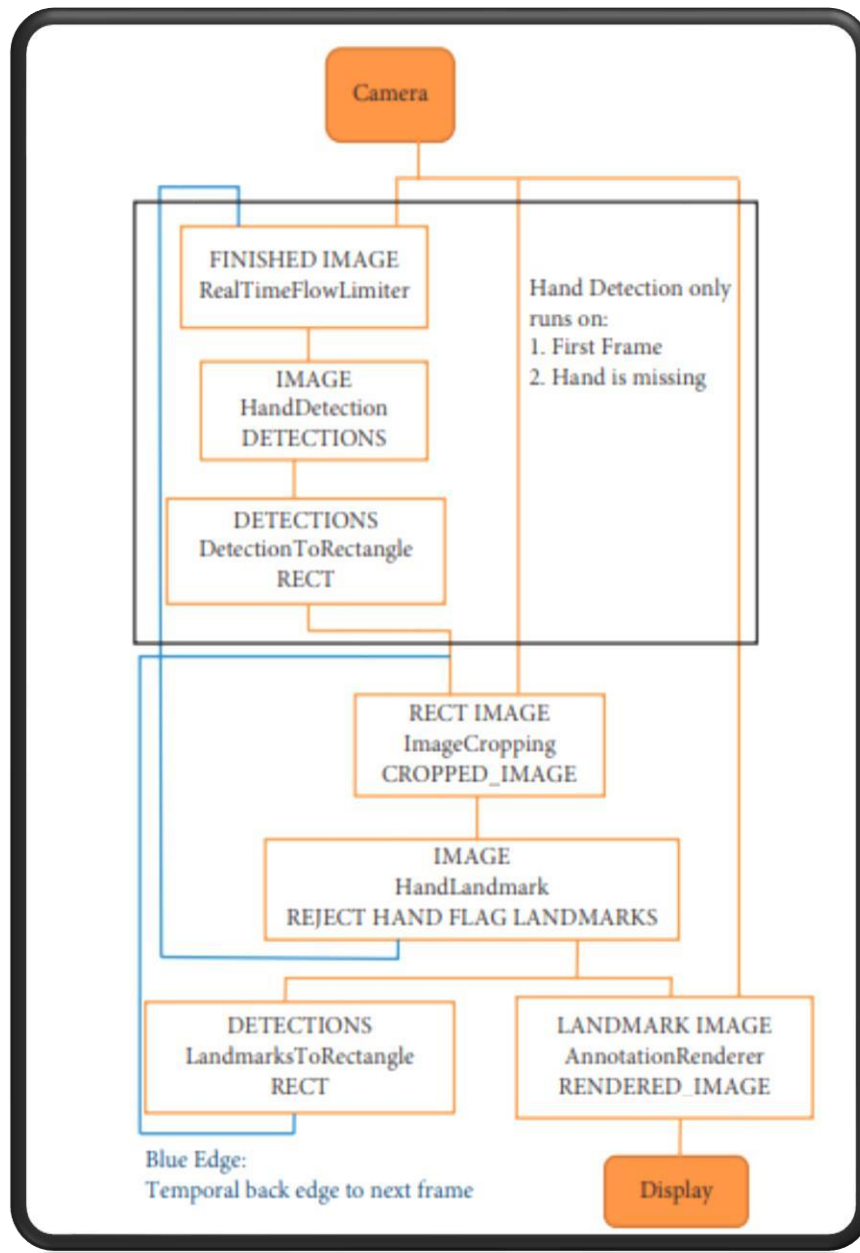 Camera
FINISHED IMAGE
RealTimeFlowLimiter
Hand Detection only
runs on:
1. First Frame
2. Hand is missing
IMAGE
HandDetection
DETECTIONS
DETECTIONS
DetectionToRectangle
RECT
RECT IMAGE
ImageCropping
CROPPED_IMAGE
IMAGE
HandLandmark
REJECT HAND FLAG LANDMARKS
DETECTIONS
LandmarksToRectangle
RECT
LANDMARK IMAGE
AnnotationRenderer
RENDERED_IMAGE
Blue Edge:
Temporal back edge to next frame
Display